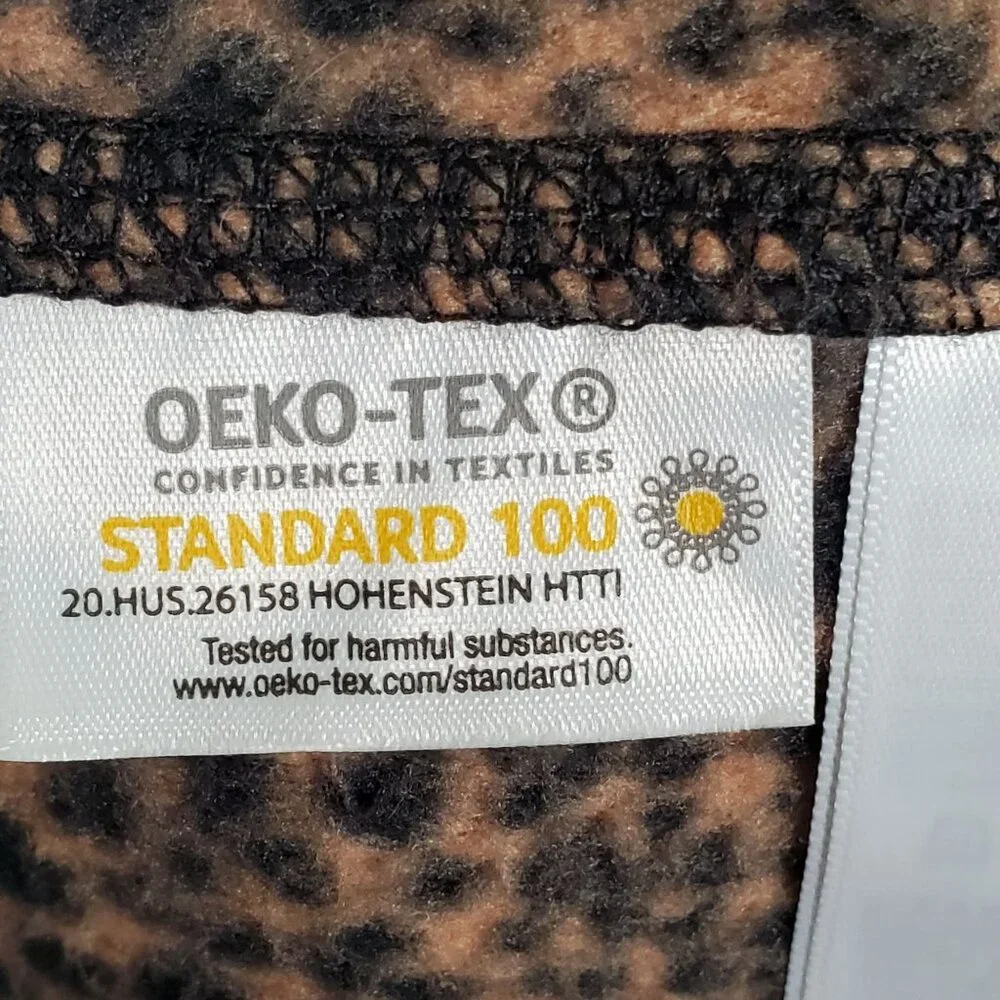 OEKO-TEX®
CONFIDENCE IN TEXTILES
STANDARD 100
20.HUS.26158 HOHENSTEIN HTTI
Tested for harmful substances.
www.oeko-tex.com/standard100